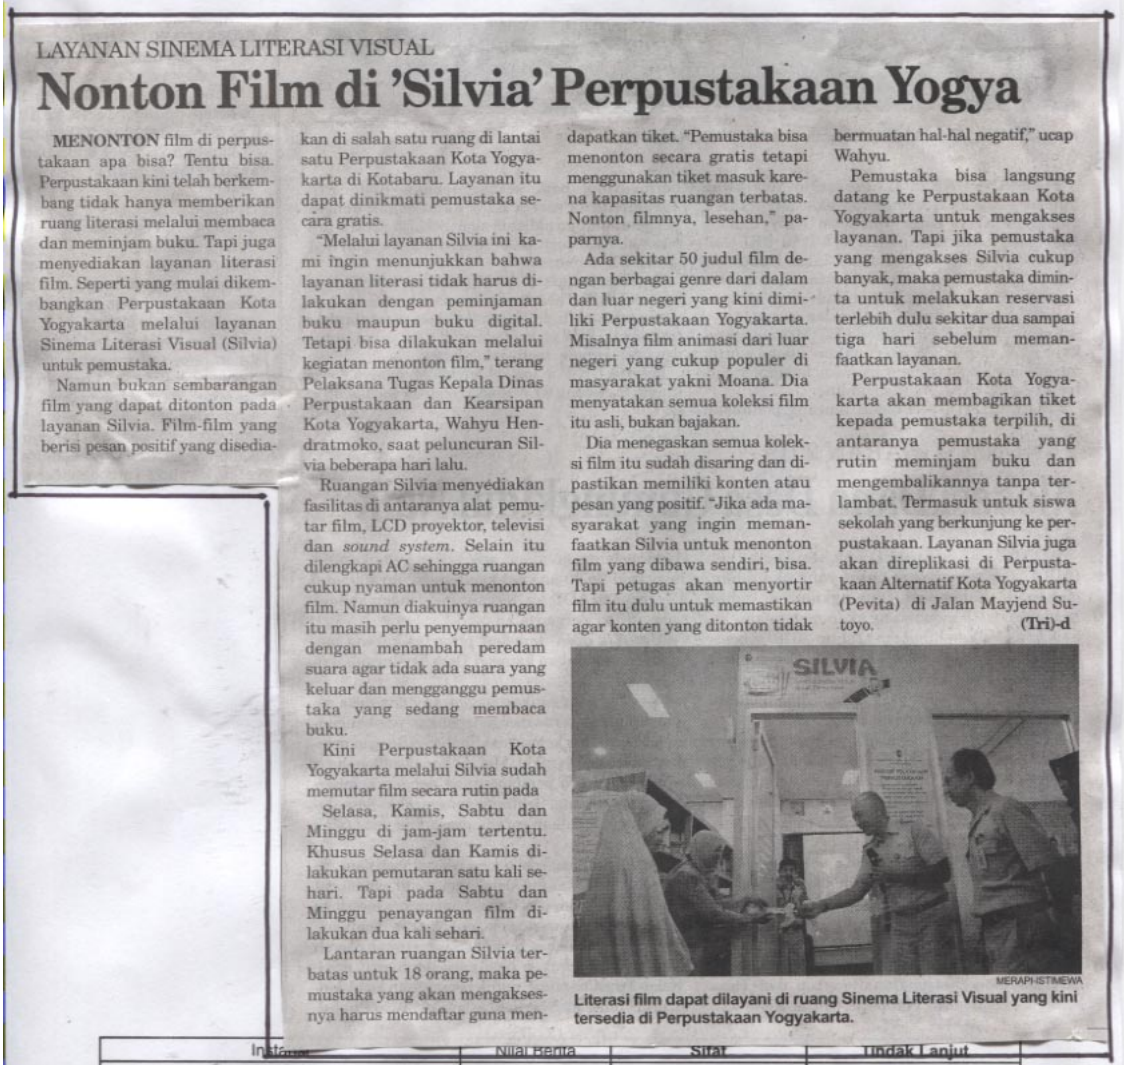 LAYANAN SINEMA LITERASI VISUAL
Nonton Film di 'Silvia' Perpustakaan Yogya
MENONTON film di perpus-
takaan apa bisa? Tentu bisa.
Perpustakaan kini telah berkem-
bang tidak hanya memberikan
ruang literasi melalui membaca
dan meminjam buku. Tapi juga
menyediakan layanan literasi
film. Seperti yang mulai dikem-
bangkan Perpustakaan Kota
Yogyakarta melalui layanan
Sinema Literasi Visual (Silvia)
untuk pemustaka.
Namun bukan sembarangan
film yang dapat ditonton pada
layanan Silvia. Film-film yang
berisi pesan positif yang disedia-
kan di salah satu ruang di lantai
satu Perpustakaan Kota Yogya-
karta di Kotabaru. Layanan itu
dapat dinikmati pemustaka se-
cara gratis.
"Melalui layanan Silvia ini ka-
mi ingin menunjukkan bahwa
layanan literasi tidak harus di-
lakukan dengan peminjaman
buku maupun buku digital.
Tetapi bisa dilakukan melalui
kegiatan menonton film," terang
Pelaksana Tugas Kepala Dinas
Perpustakaan dan Kearsipan
Kota Yogyakarta, Wahyu Hen-
dratmoko, saat peluncuran Sil-
via beberapa hari lalu.
Ruangan Silvia menyediakan
fasilitas di antaranya alat pemu-
tar film, LCD proyektor, televisi
dan sound system. Selain itu
dilengkapi AC sehingga ruangan
cukup nyaman untuk menonton
film. Namun diakuinya ruangan
itu masih perlu penyempurnaan
dengan menambah peredam
suara agar tidak ada suara yang
keluar dan mengganggu pemus-
taka yang sedang membaca
buku.
Kini Perpustakaan Kota
Yogyakarta melalui Silvia sudah
memutar film secara rutin pada
Selasa, Kamis, Sabtu dan
Minggu di jam-jam tertentu.
Khusus Selasa dan Kamis di-
lakukan pemutaran satu kali se-
hari. Tapi pada Sabtu dan
Minggu penayangan film di-
lakukan dua kali sehari.
Lantaran ruangan Silvia ter-
batas untuk 18 orang, maka pe-
mustaka yang akan mengakses-
nya harus mendaftar guna men-
dapatkan tiket. "Pemustaka bisa
menonton secara gratis tetapi
menggunakan tiket masuk kare-
na kapasitas ruangan terbatas.
Nonton filmnya, lesehan," pa-
parnya.
Ada sekitar 50 judul film de-
ngan berbagai genre dari dalam
dan luar negeri yang kini dimi-
liki Perpustakaan Yogyakarta.
Misalnya film animasi dari luar
negeri yang cukup populer di
masyarakat yakni Moana. Dia
menyatakan semua koleksi film
itu asli, bukan bajakan.
Dia menegaskan semua kolek-
si film itu sudah disaring dan di-
pastikan memiliki konten atau
pesan yang positif. "Jika ada ma-
syarakat yang ingin meman-
faatkan Silvia untuk menonton
film yang dibawa sendiri, bisa.
Tapi petugas akan menyortir
film itu dulu untuk memastikan
agar konten yang ditonton tidak
bermuatan hal-hal negatif," ucap
Wahyu.
Pemustaka bisa langsung
datang ke Perpustakaan Kota
Yogyakarta untuk mengakses
layanan. Tapi jika pemustaka
yang mengakses Silvia cukup
banyak, maka pemustaka dimin-
ta untuk melakukan reservasi
terlebih dulu sekitar dua sampai
tiga hari sebelum meman-
faatkan layanan.
Perpustakaan Kota Yogya-
karta akan membagikan tiket
kepada pemustaka terpilih, di
antaranya pemustaka yang
rutin meminjam buku dan
mengembalikannya tanpa ter-
lambat. Termasuk untuk siswa
sekolah yang berkunjung ke per-
pustakaan. Layanan Silvia juga
akan direplikasi di Perpusta-
kaan Alternatif Kota Yogyakarta
(Pevita) di Jalan Mayjend Su-
toyo. (Tri)-d
SILVIA
MERAPI-ISTIMEWA
Literasi film dapat dilayani di ruang Sinema Literasi Visual yang kini
tersedia di Perpustakaan Yogyakarta.
Nilai Berita Sifat Tindak Lanjut